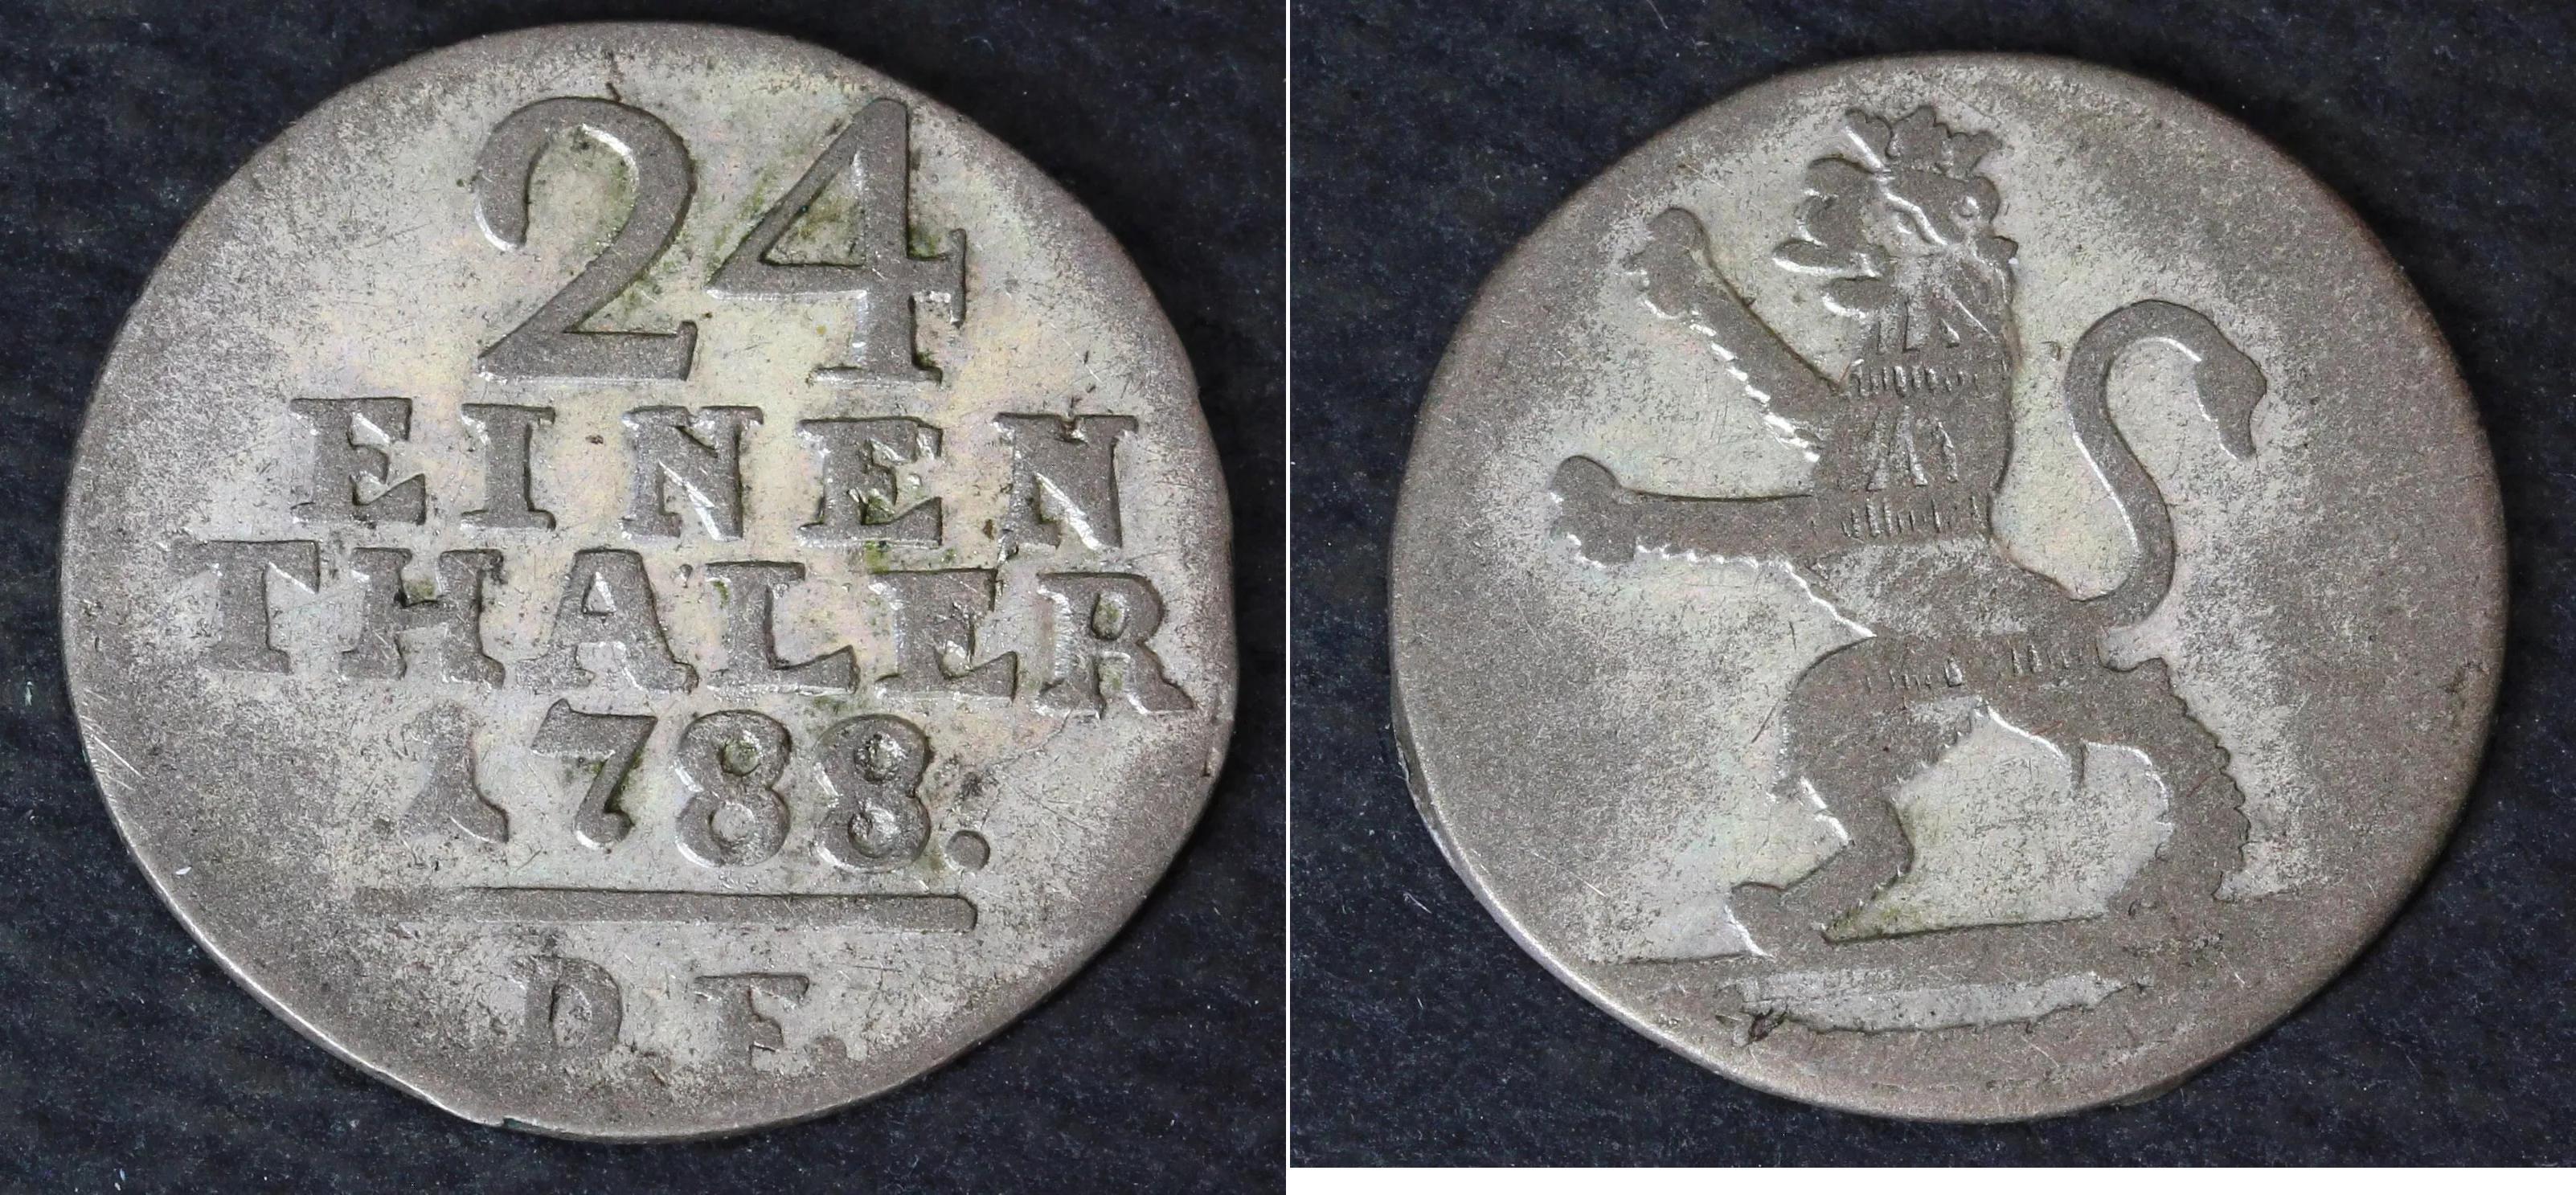 24
EINEN
THALER
1788.
D.F.